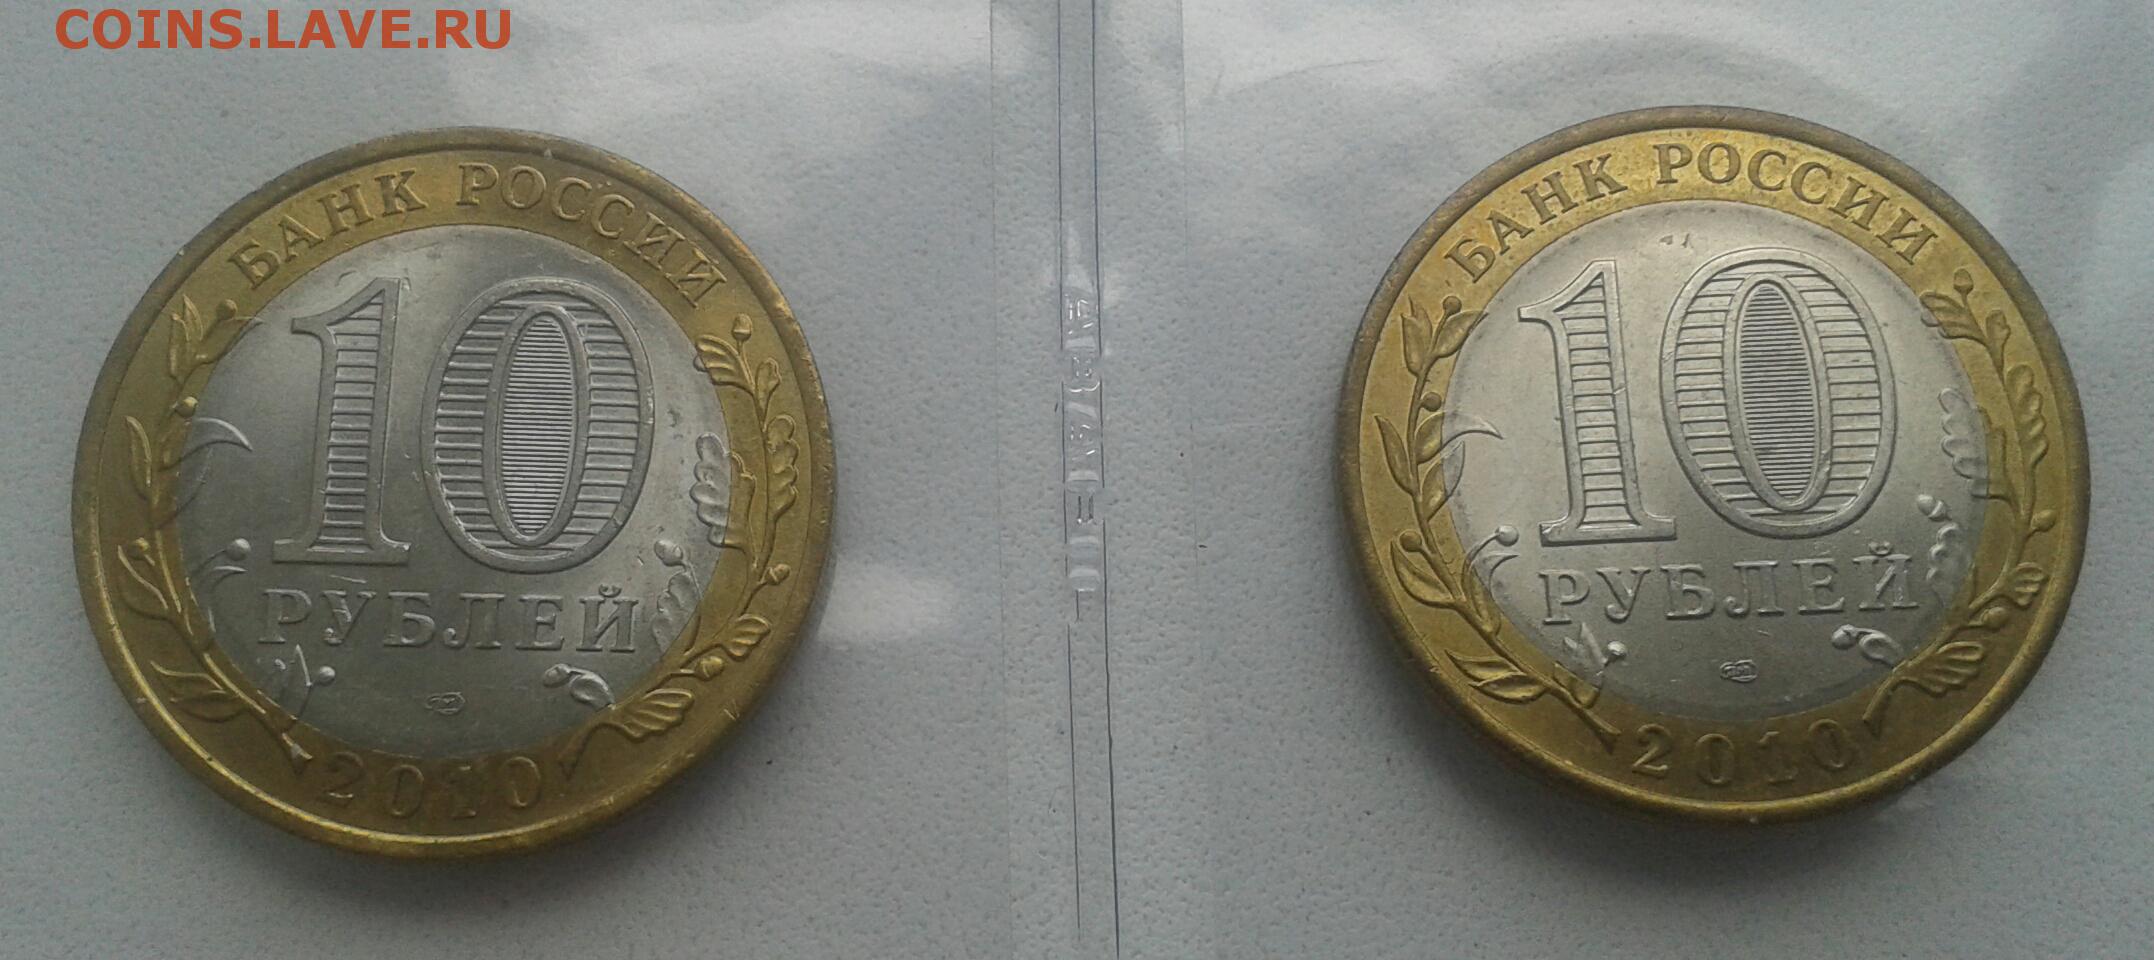 COINS.LAVE.RU
БАНК РОССИИ
10
РУБЛЕЙ
2010
БАНК РОССИИ
10
РУБЛЕЙ
2010